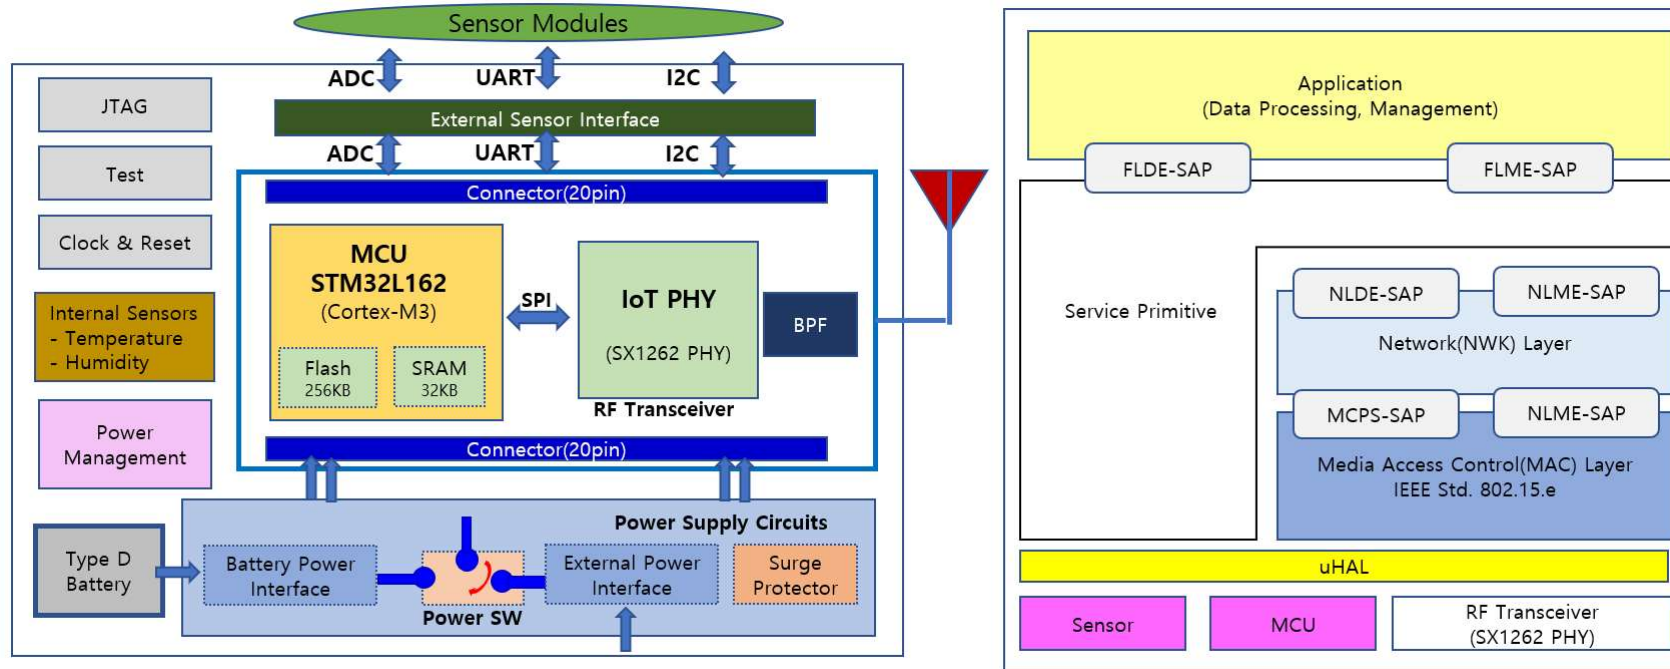 Sensor Modules
ADC
UART
I2C
External Sensor Interface
ADC
UART
I2C
JTAG
Test
Clock & Reset
Internal Sensors
- Temperature
- Humidity
Power
Management
Connector(20pin)
MCU
STM32L162
(Cortex-M3)
Flash
256KB
SRAM
32KB
SPI
IoT PHY
(SX1262 PHY)
RF Transceiver
BPF
Connector(20pin)
Power Supply Circuits
Type D
Battery
Battery Power
Interface
Power SW
External Power
Interface
Surge
Protector
Application
(Data Processing, Management)
FLDE-SAP
FLME-SAP
Service Primitive
NLDE-SAP
NLME-SAP
Network(NWK) Layer
MCPS-SAP
NLME-SAP
Media Access Control(MAC) Layer
IEEE Std. 802.15.e
uHAL
Sensor
MCU
RF Transceiver
(SX1262 PHY)